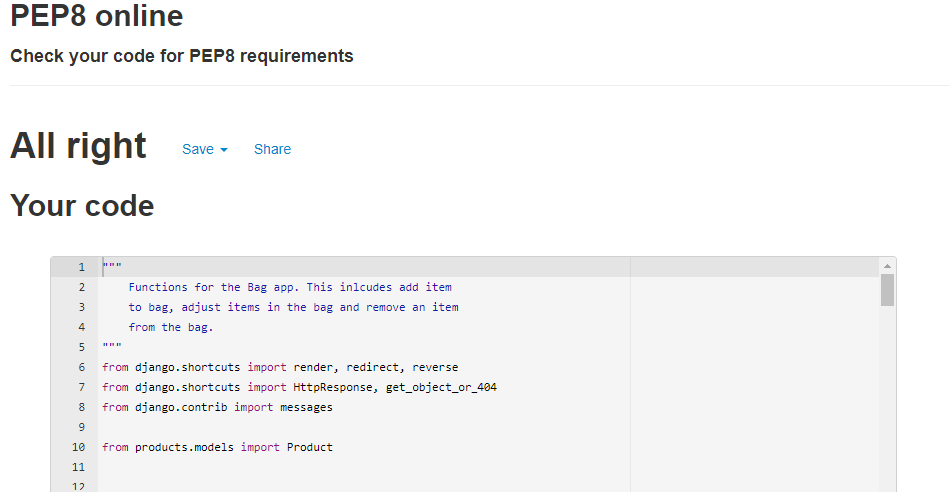 PEP8 online
Check your code for PEP8 requirements
All right Save Share
Your code
1 """
2 Functions for the Bag app. This inlcudes add item
3 to bag, adjust items in the bag and remove an item
4 from the bag.
5 """
6 from django.shortcuts import render, redirect, reverse
7 from django.shortcuts import HttpResponse, get_object_or_404
8 from django.contrib import messages
9
10 from products.models import Product
11
12